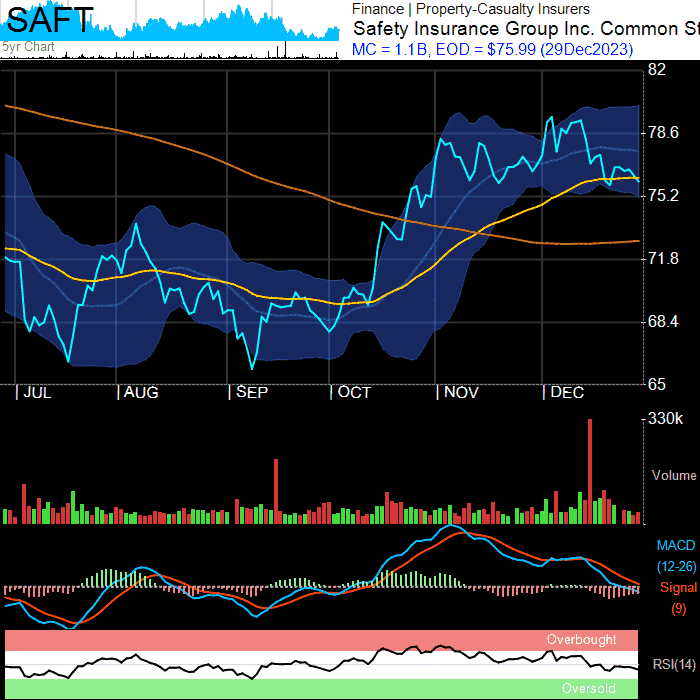 SAFT
Finance | Property-Casualty Insurers
Safety Insurance Group Inc. Common St
5yr Chart
MC = 1.1B, EOD = $75.99 (29Dec2023)
82
78.6
75.2
71.8
68.4
65
| JUL | AUG | SEP | OCT | NOV | DEC
330k
Volume
MACD
(12-26)
Signal
(9)
Overbought
RSI(14)
Oversold